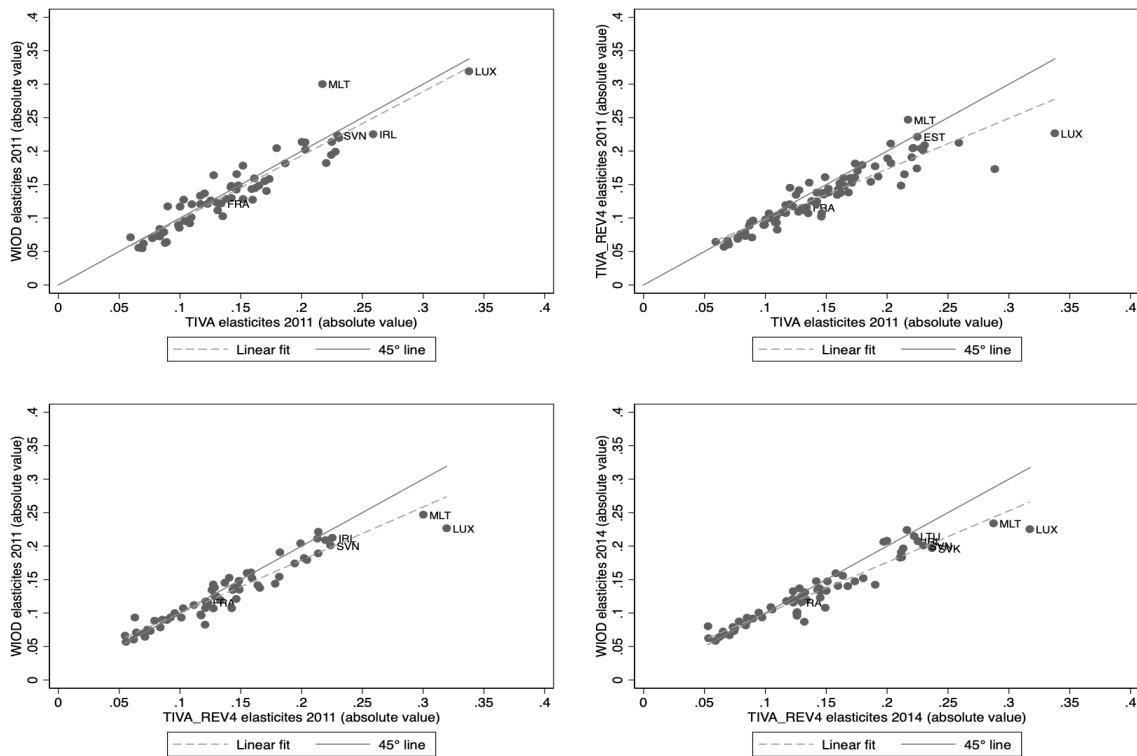 WIOD elasticites 2011 (absolute value)
0 .05 .1 .15 .2 .25 .3 .35 .4
MLT
LUX
SVN
IRL
FRA
0 .05 .1 .15 .2 .25 .3 .35 .4
TIVA elasticites 2011 (absolute value)
Linear fit 45° line
TIVA_REV4 elasticites 2011 (absolute value)
0 .05 .1 .15 .2 .25 .3 .35 .4
MLT
EST
LUX
FRA
0 .05 .1 .15 .2 .25 .3 .35 .4
TIVA elasticites 2011 (absolute value)
Linear fit 45° line
WIOD elasticites 2011 (absolute value)
0 .05 .1 .15 .2 .25 .3 .35 .4
MLT
LUX
IRL
SVN
FRA
0 .05 .1 .15 .2 .25 .3 .35 .4
TIVA_REV4 elasticites 2011 (absolute value)
Linear fit 45° line
WIOD elasticites 2014 (absolute value)
0 .05 .1 .15 .2 .25 .3 .35 .4
MLT
LUX
LTU
SVN
SVK
RA
0 .05 .1 .15 .2 .25 .3 .35 .4
TIVA_REV4 elasticites 2014 (absolute value)
Linear fit 45° line